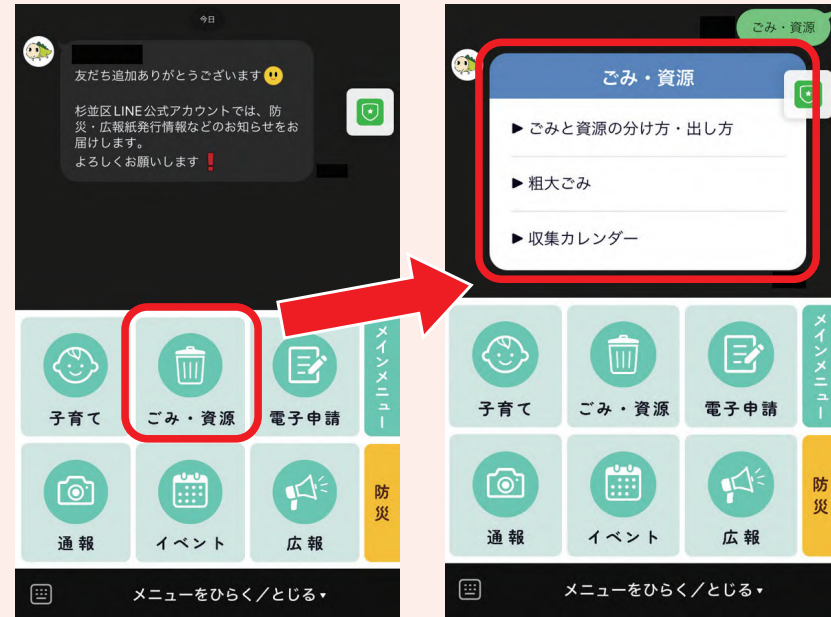 今日
友だち追加ありがとうございます
杉並区LINE公式アカウントでは、防
災・広報紙発行情報などのお知らせをお
届けします。
よろしくお願いします❗
子育て
ごみ・資源
電子申請
メインメニュー
通報
イベント
広報
防災
メニューをひらく／とじる▾
ごみ・資源
ごみ・資源
▶ごみと資源の分け方・出し方
▶粗大ごみ
▶収集カレンダー
子育て
ごみ・資源
電子申請
メインメニュー
通報
イベント
広報
防災
メニューをひらく／とじる▾